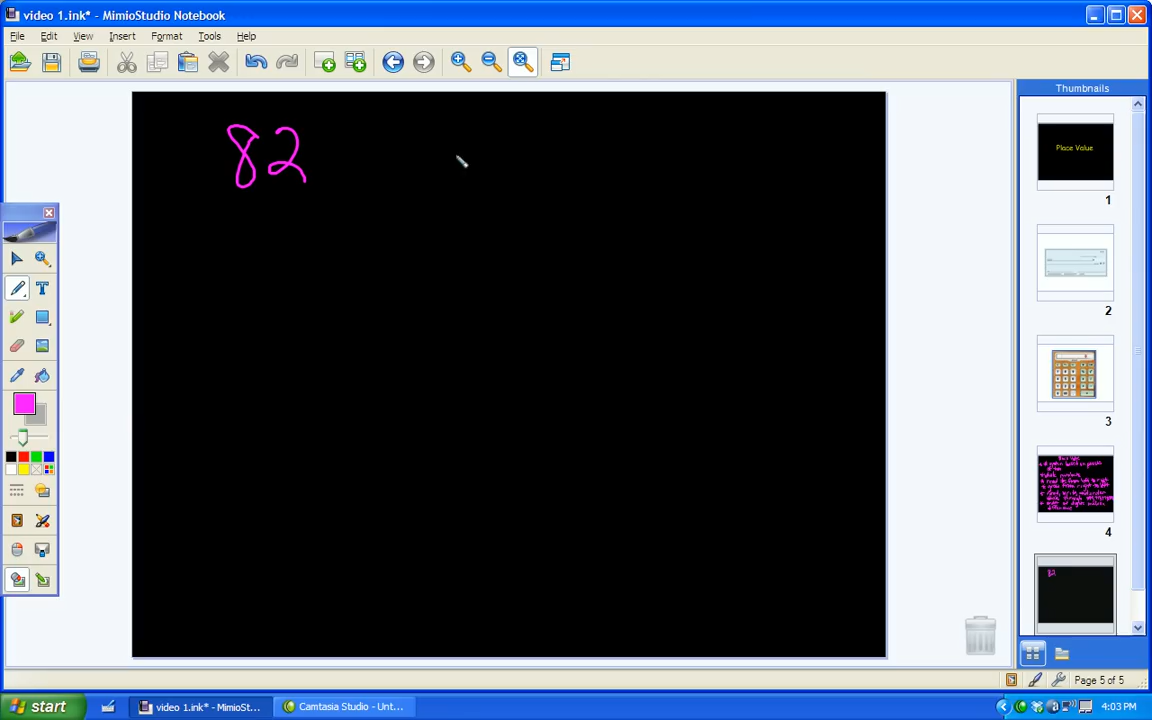 video 1.ink* - MimioStudio Notebook
File Edit View Insert Format Tools Help
Thumbnails
82
Place Value
1
2
3
4
82
T
Page 5 of 5
start
video 1.ink* - MimioSt...
Camtasia Studio - Unt...
4:03 PM